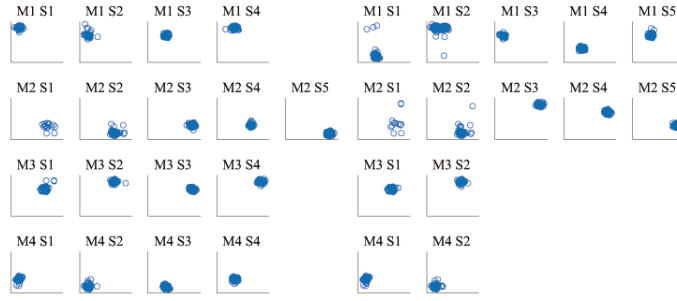 M1 S1 M1 S2 M1 S3 M1 S4 M1 S1 M1 S2 M1 S3 M1 S4 M1 S5
M2 S1 M2 S2 M2 S3 M2 S4 M2 S5 M2 S1 M2 S2 M2 S3 M2 S4 M2 S5
M3 S1 M3 S2 M3 S3 M3 S4 M3 S1 M3 S2
M4 S1 M4 S2 M4 S3 M4 S4 M4 S1 M4 S2